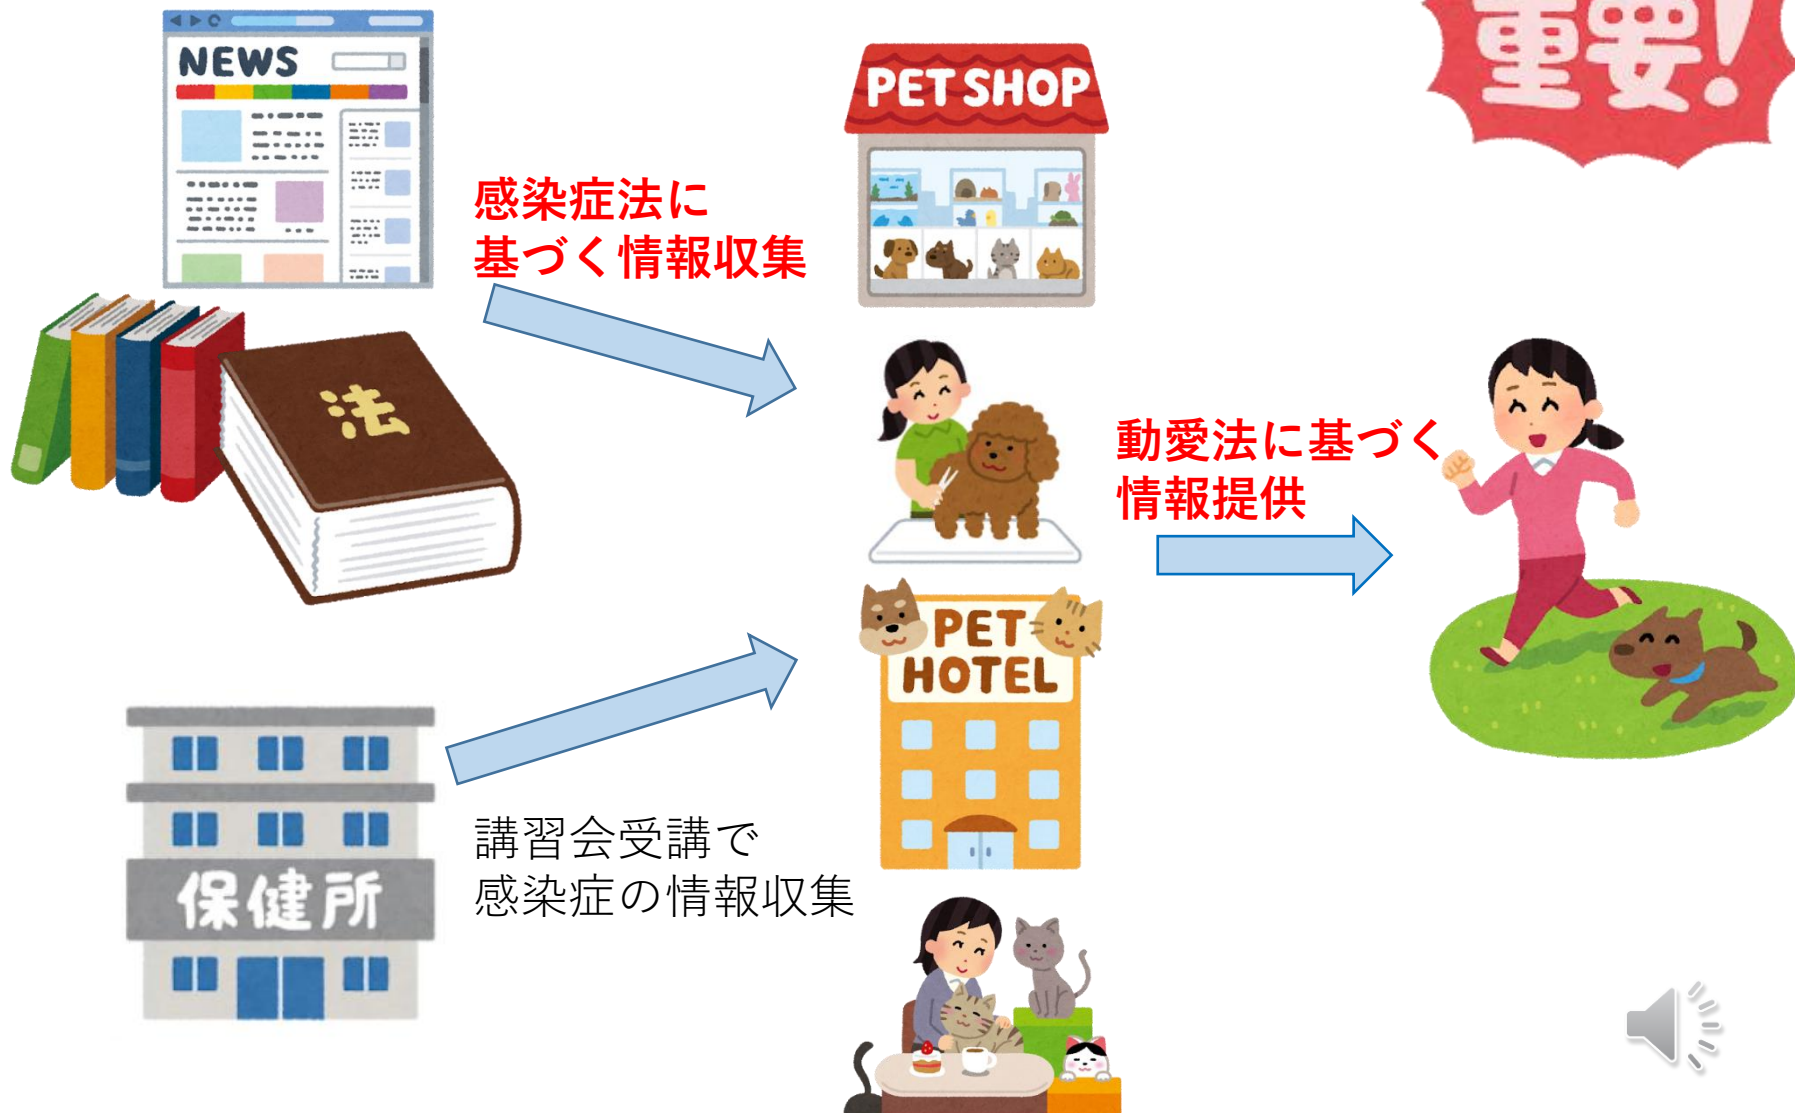 重要!
NEWS
PET SHOP
感染症法に
基づく情報収集
法
動愛法に基づく
情報提供
PET
HOTEL
保健所
講習会受講で
感染症の情報収集